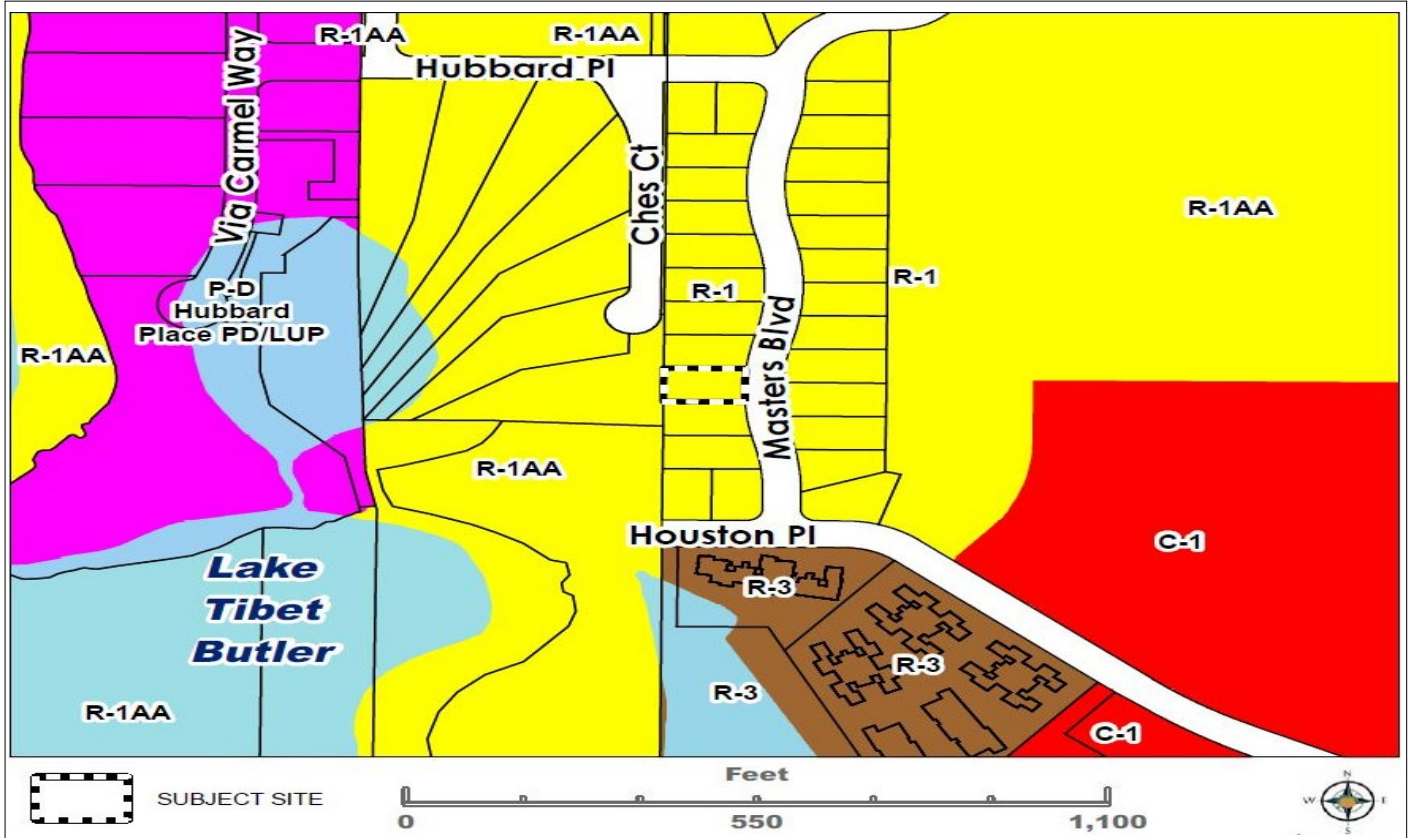 R-1AA
R-1AA
Hubbard Pl
Via Carmel Way
Ches Ct
R-1AA
R-1
R-1
P-D
Hubbard
Place PD/LUP
R-1AA
Masters Blvd
R-1AA
Houston Pl
C-1
Lake
Tibet
Butler
R-3
R-3
R-3
R-1AA
C-1
SUBJECT SITE
Feet
0 550 1,100
N
W E
S